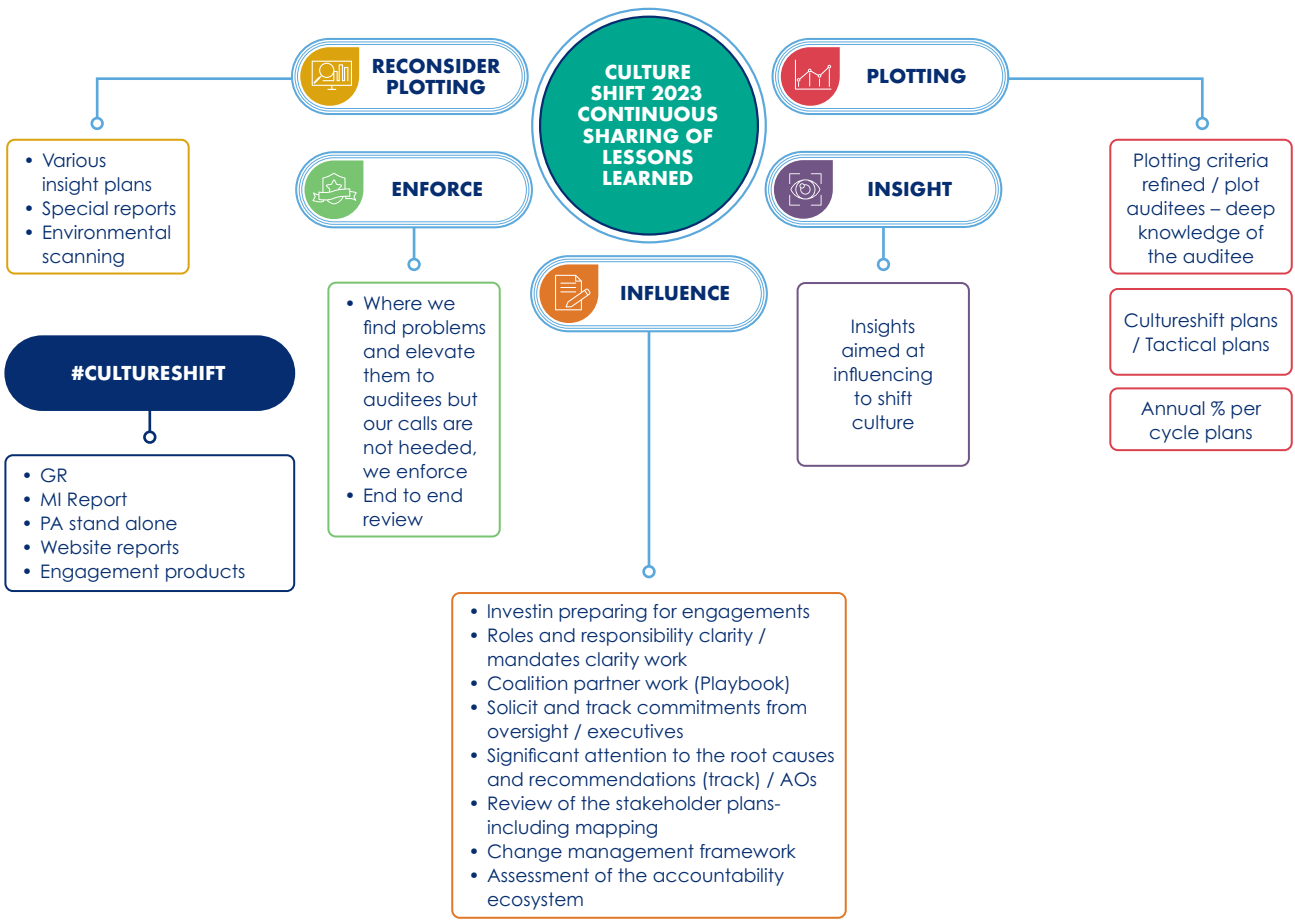 RECONSIDER
PLOTTING
CULTURE
SHIFT 2023
CONTINUOUS
SHARING OF
LESSONS
LEARNED
PLOTTING
ENFORCE
INSIGHT
INFLUENCE
• Various
insight plans
• Special reports
• Environmental
scanning
#CULTURESHIFT
• GR
• MI Report
• PA stand alone
• Website reports
• Engagement products
• Where we
find problems
and elevate
them to
auditees but
our calls are
not heeded,
we enforce
• End to end
review
• Investin preparing for engagements
• Roles and responsibility clarity /
mandates clarity work
• Coalition partner work (Playbook)
• Solicit and track commitments from
oversight / executives
• Significant attention to the root causes
and recommendations (track) / AOs
• Review of the stakeholder plans-
including mapping
• Change management framework
• Assessment of the accountability
ecosystem
Insights
aimed at
influencing
to shift
culture
Plotting criteria
refined / plot
auditees – deep
knowledge of
the auditee
Cultureshift plans
/ Tactical plans
Annual % per
cycle plans